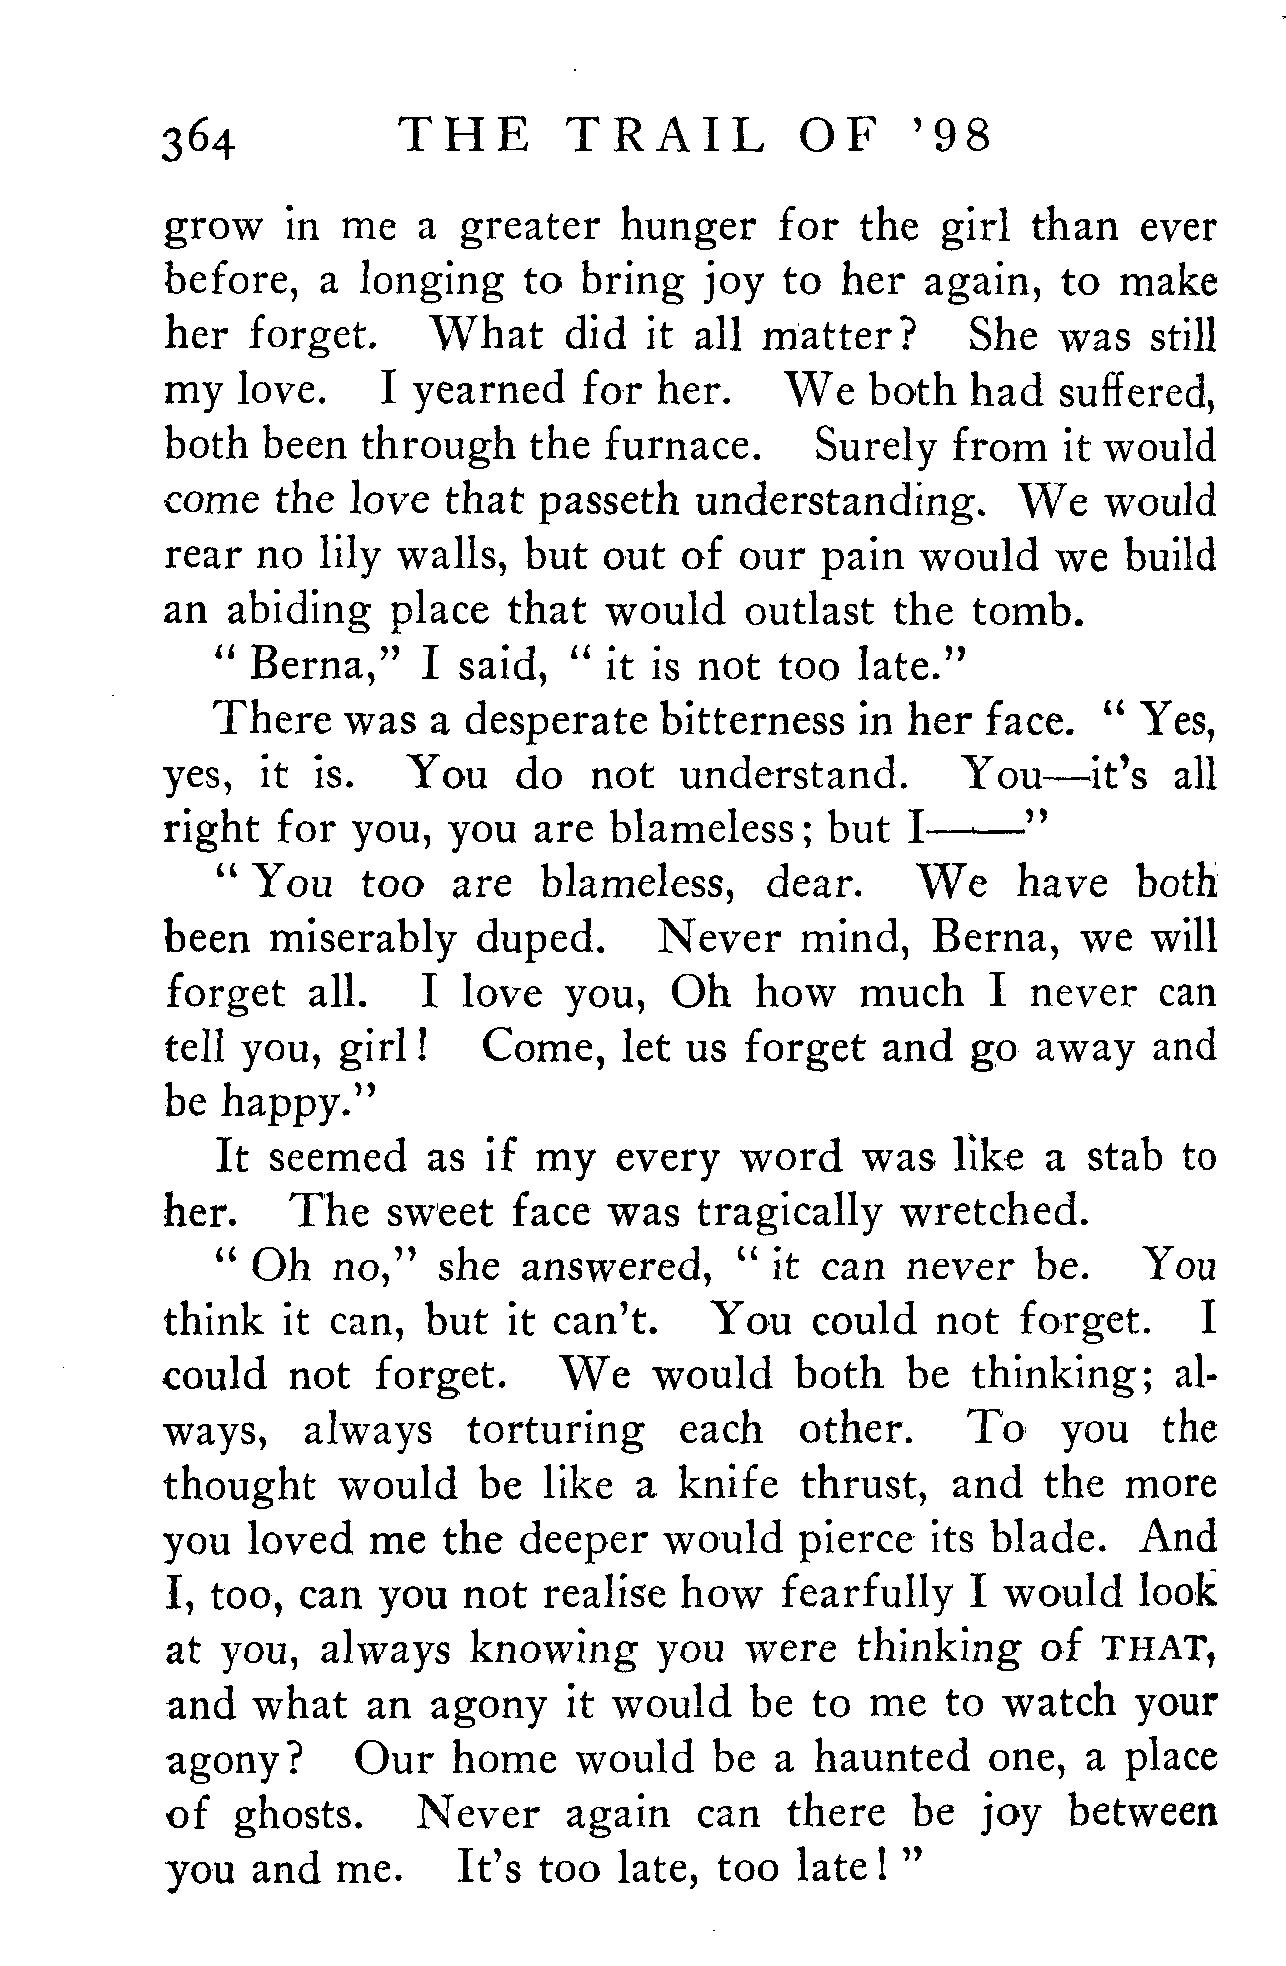 364 THE TRAIL OF '98
grow in me a greater hunger for the girl than ever
before, a longing to bring joy to her again, to make
her forget. What did it all matter? She was still
my love. I yearned for her. We both had suffered,
both been through the furnace. Surely from it would
come the love that passeth understanding. We would
rear no lily walls, but out of our pain would we build
an abiding place that would outlast the tomb.
" Berna," I said, " it is not too late."
There was a desperate bitterness in her face. " Yes,
yes, it is. You do not understand. You—it's all
right for you, you are blameless; but I——"
" You too are blameless, dear. We have both
been miserably duped. Never mind, Berna, we will
forget all. I love you, Oh how much I never can
tell you, girl! Come, let us forget and go away and
be happy."
It seemed as if my every word was like a stab to
her. The sweet face was tragically wretched.
" Oh no," she answered, " it can never be. You
think it can, but it can't. You could not forget. I
could not forget. We would both be thinking; al-
ways, always torturing each other. To you the
thought would be like a knife thrust, and the more
you loved me the deeper would pierce its blade. And
I, too, can you not realise how fearfully I would look
at you, always knowing you were thinking of THAT,
and what an agony it would be to me to watch your
agony? Our home would be a haunted one, a place
of ghosts. Never again can there be joy between
you and me. It's too late, too late! "